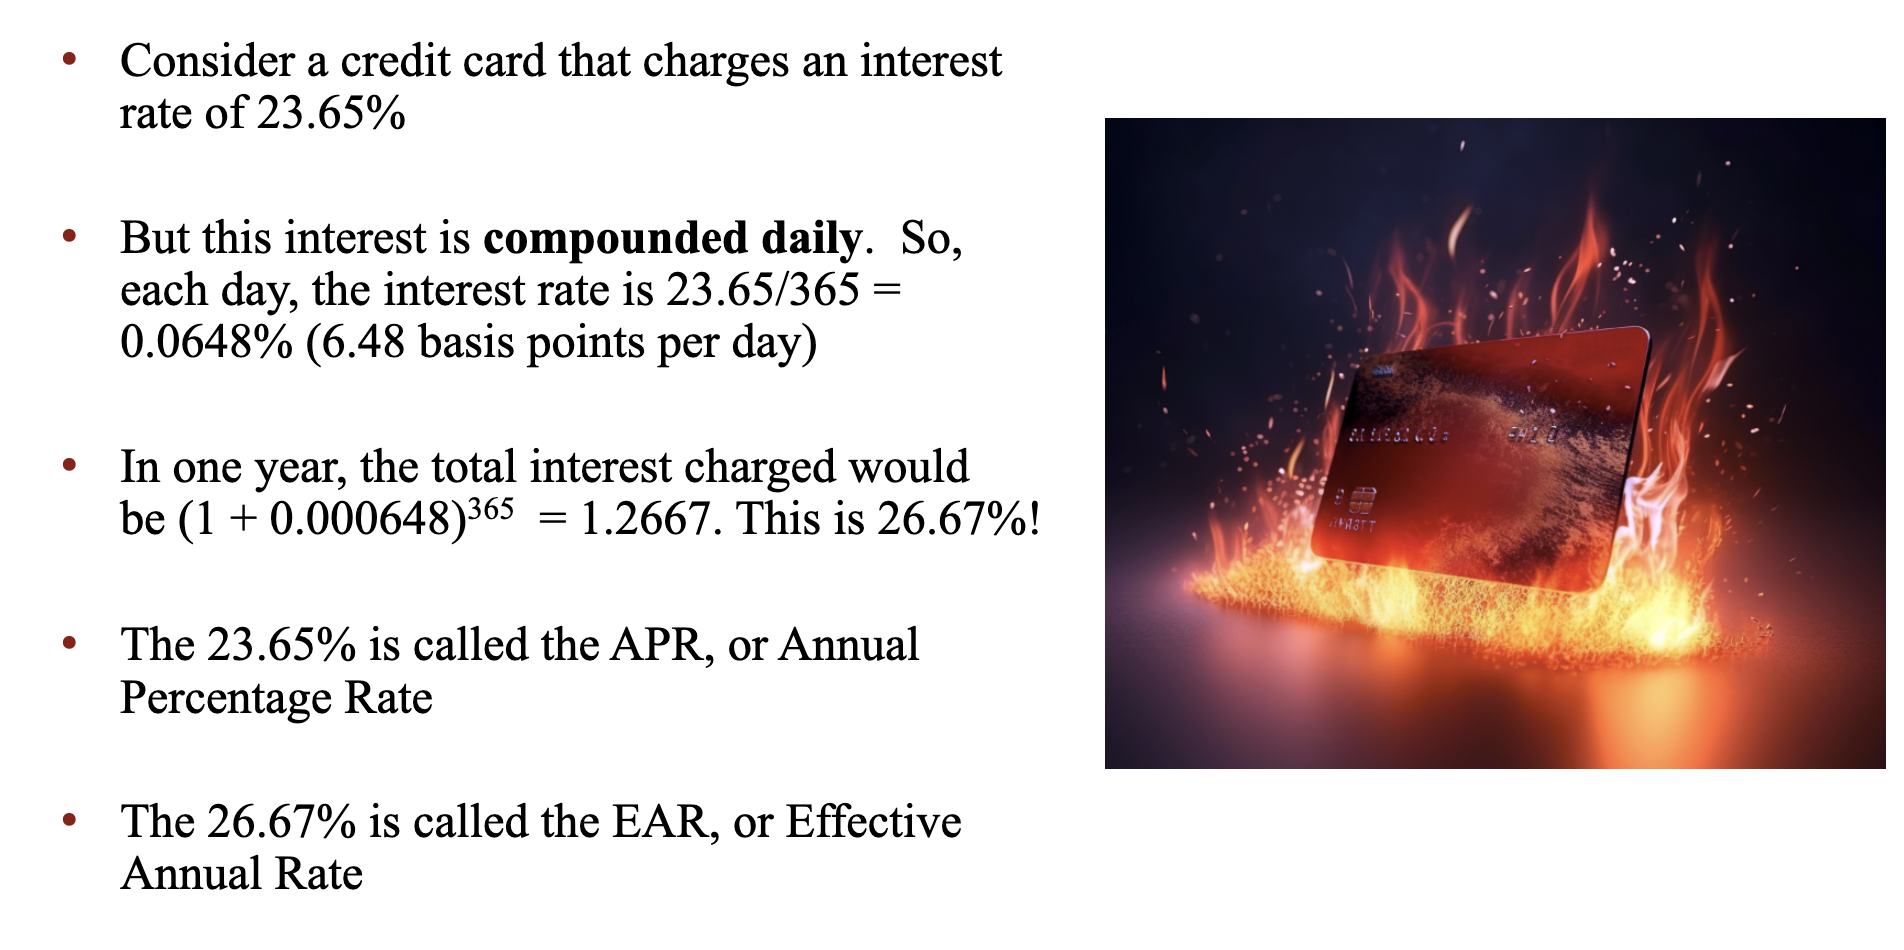 • Consider a credit card that charges an interest
rate of 23.65%
• But this interest is compounded daily.  So,
each day, the interest rate is 23.65/365 =
0.0648% (6.48 basis points per day)
• In one year, the total interest charged would
be (1 + 0.000648)³⁶⁵ = 1.2667. This is 26.67%!
• The 23.65% is called the APR, or Annual
Percentage Rate
• The 26.67% is called the EAR, or Effective
Annual Rate